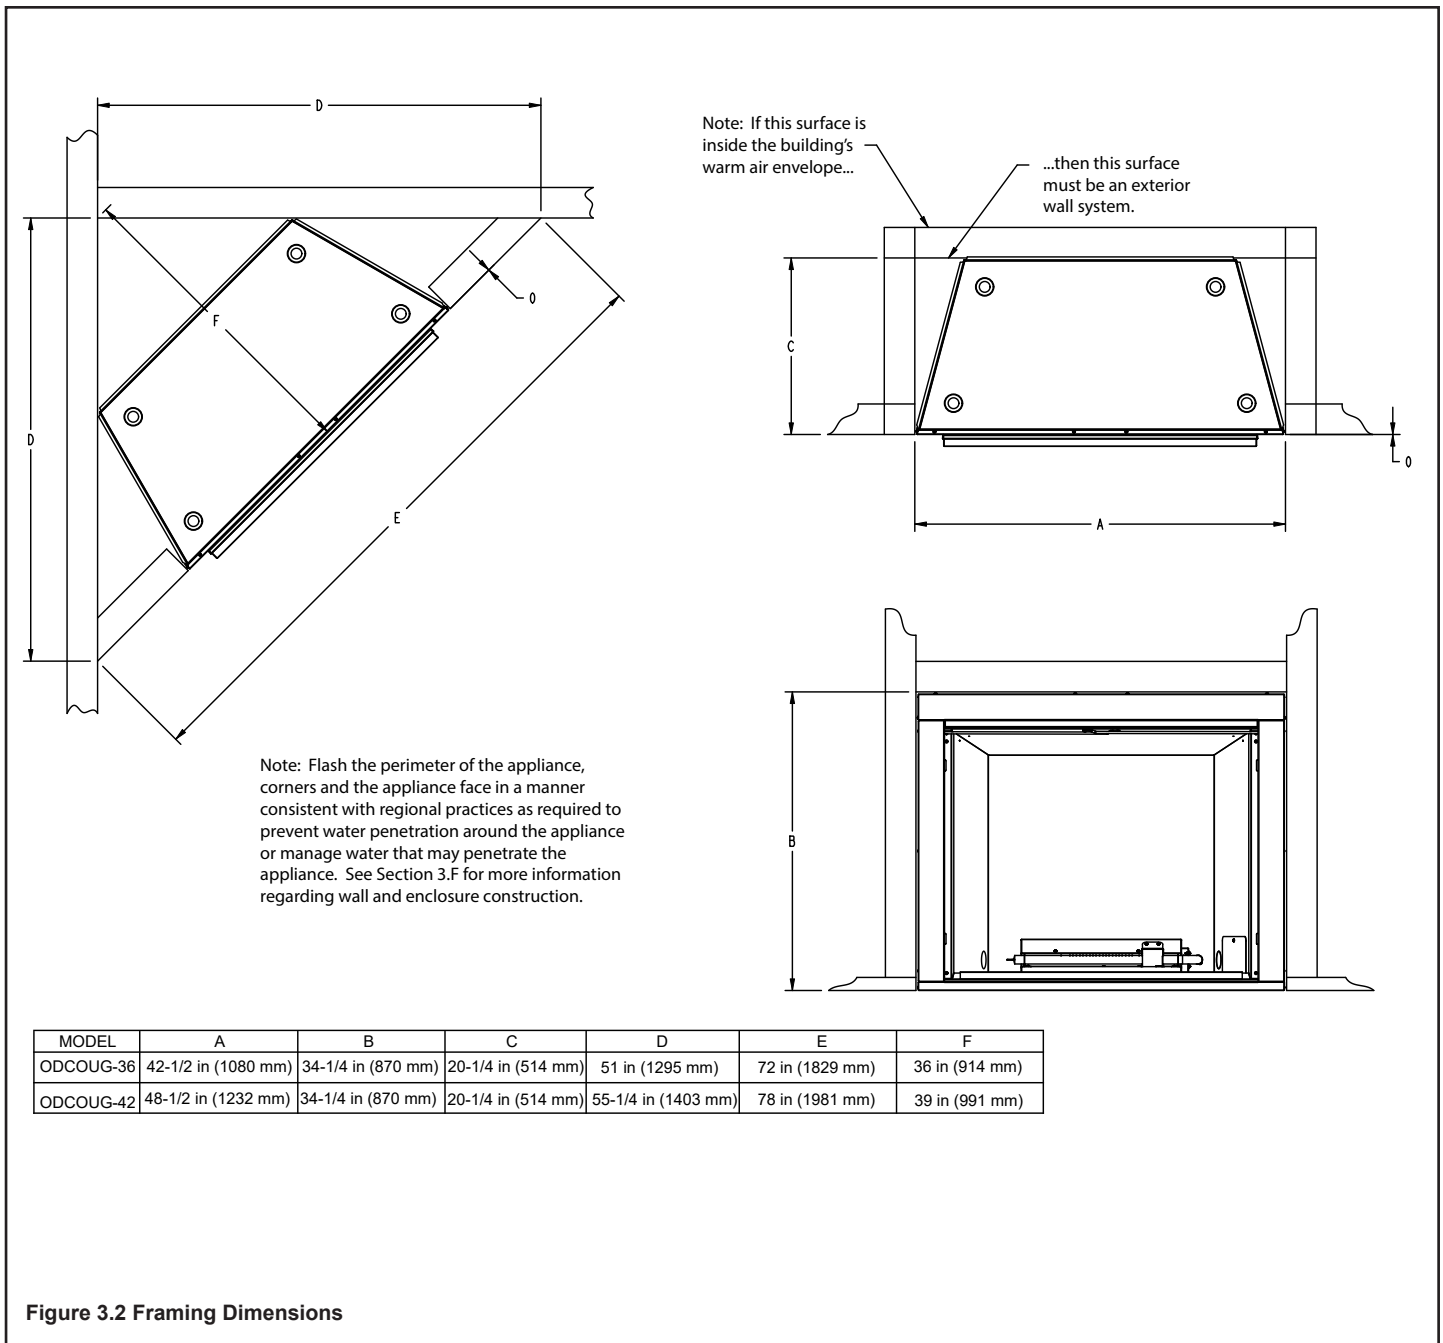 D
Note: If this surface is
inside the building's
warm air envelope...
...then this surface
must be an exterior
wall system.
0
F
C
D
E
0
A
Note: Flash the perimeter of the appliance,
corners and the appliance face in a manner
consistent with regional practices as required to
prevent water penetration around the appliance
or manage water that may penetrate the
appliance. See Section 3.F for more information
regarding wall and enclosure construction.
B
MODEL A B C D E F
ODCOUG-36 42-1/2 in (1080 mm) 34-1/4 in (870 mm) 20-1/4 in (514 mm) 51 in (1295 mm) 72 in (1829 mm) 36 in (914 mm)
ODCOUG-42 48-1/2 in (1232 mm) 34-1/4 in (870 mm) 20-1/4 in (514 mm) 55-1/4 in (1403 mm) 78 in (1981 mm) 39 in (991 mm)
Figure 3.2 Framing Dimensions